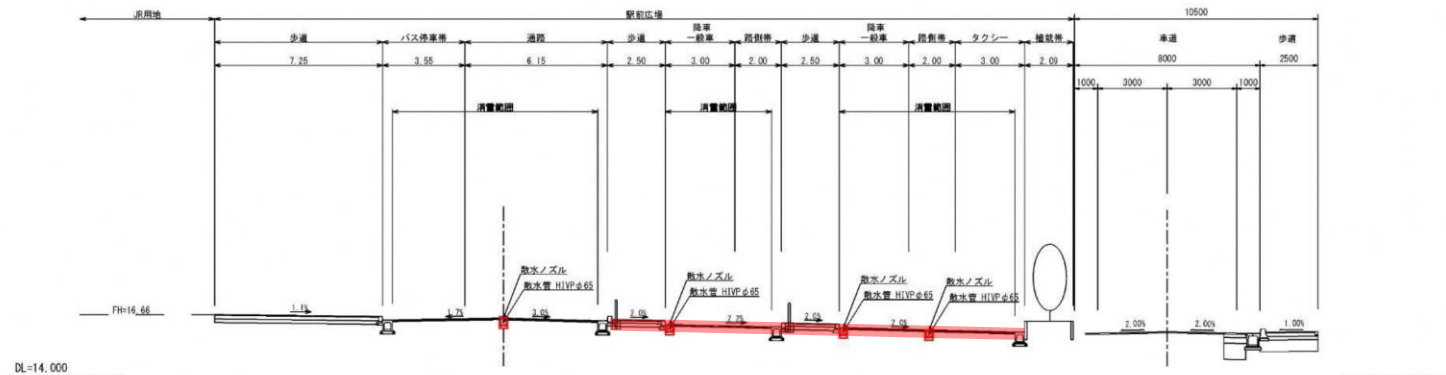 JR用地
駅前広場
10500
歩道
バス停車帯
通路
歩道
降車
一般車
路側帯
歩道
降車
一般車
路側帯
タクシー
植栽帯
車道
歩道
7.25
3.55
6.15
2.50
3.00
2.00
2.50
3.00
2.00
3.00
2.09
8000
2500
1000
3000
3000
1000
消雪範囲
消雪範囲
消雪範囲
散水ノズル
散水管 HIVPφ65
散水ノズル
散水管 HIVPφ65
散水ノズル
散水管 HIVPφ65
散水ノズル
散水管 HIVPφ65
FH=16.66
1.1%
1.7%
3.0%
2.0%
2.2%
2.0%
2.0%
2.00%
2.00%
1.00%
DL=14.000